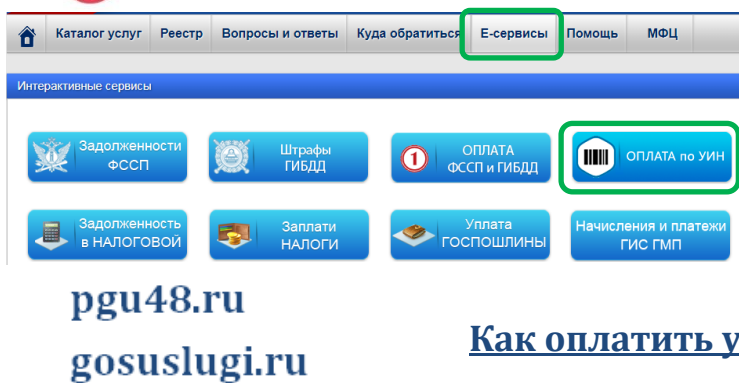 Каталог услуг Реестр Вопросы и ответы Куда обратиться Е-сервисы Помощь МФЦ
Интерактивные сервисы
Задолженности ФССП
Штрафы ГИБДД
1 ОПЛАТА ФССП и ГИБДД
ОПЛАТА по УИН
Задолженность в НАЛОГОВОЙ
Заплати НАЛОГИ
Уплата ГОСПОШЛИНЫ
Начисления и платежи ГИС ГМП
pgu48.ru
gosuslugi.ru
Как оплатить у